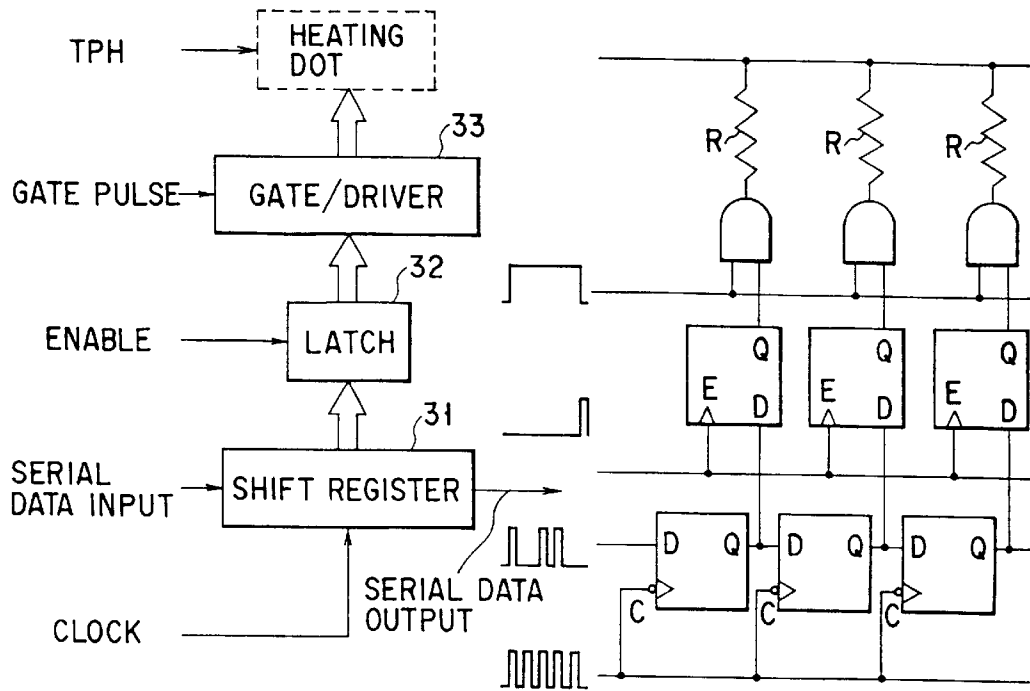 TPH
HEATING
DOT
33
GATE PULSE
GATE/DRIVER
32
ENABLE
LATCH
31
SERIAL
DATA INPUT
SHIFT REGISTER
SERIAL DATA
OUTPUT
CLOCK
R
R
R
Q
Q
Q
E
D
E
D
E
D
D
Q
D
Q
D
Q
C
C
C